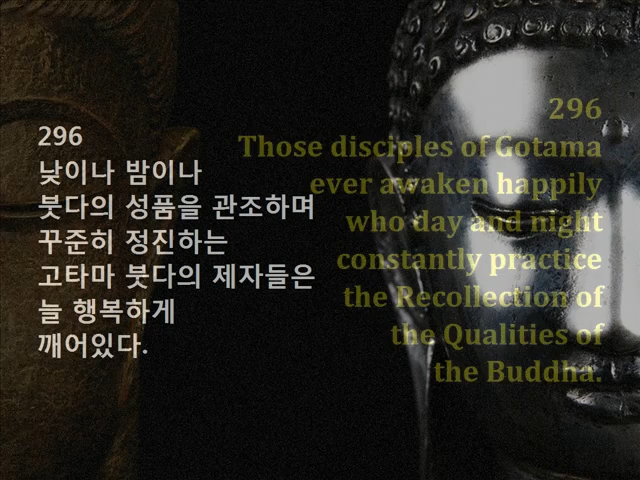 296
낮이나 밤이나
붓다의 성품을 관조하며
꾸준히 정진하는
고타마 붓다의 제자들은
늘 행복하게
깨어있다.
296
Those disciples of Gotama
ever awaken happily
who day and night
constantly practice
the Recollection of
the Qualities of
the Buddha.